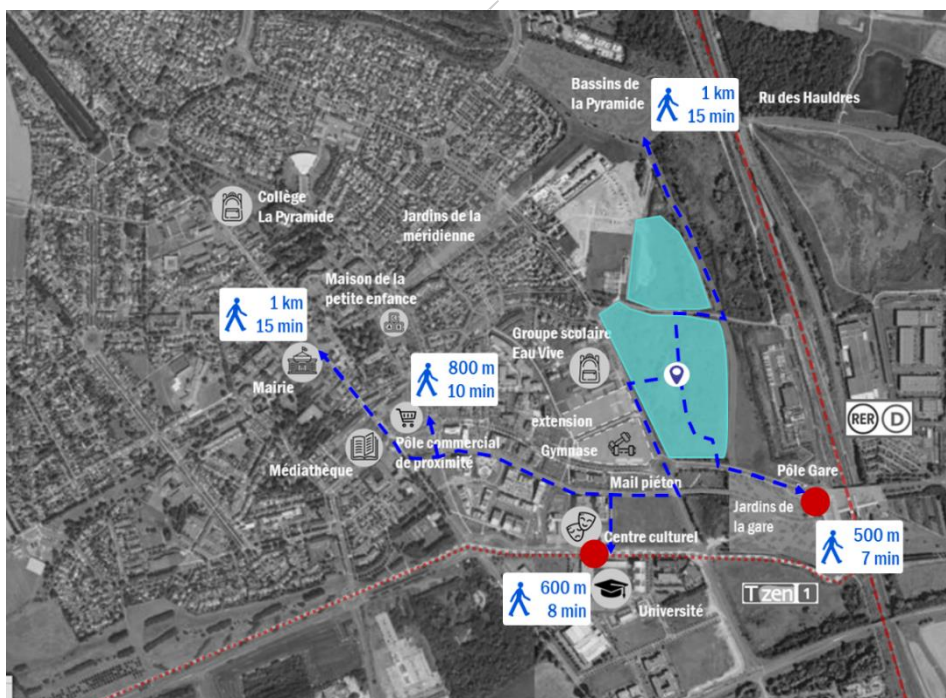 Bassins de
la Pyramide
1 km
15 min
Ru des Hauldres
Collège
La Pyramide
Jardins de la
méridienne
Maison de la
petite enfance
1 km
15 min
Groupe scolaire
Eau Vive
Mairie
800 m
10 min
RER D
extension
Pôle commercial
de proximité
Médiathèque
Gymnase
Pôle Gare
Mail piéton
Jardins de
la gare
Centre culturel
500 m
7 min
600 m
8 min
Université
Tzen 1